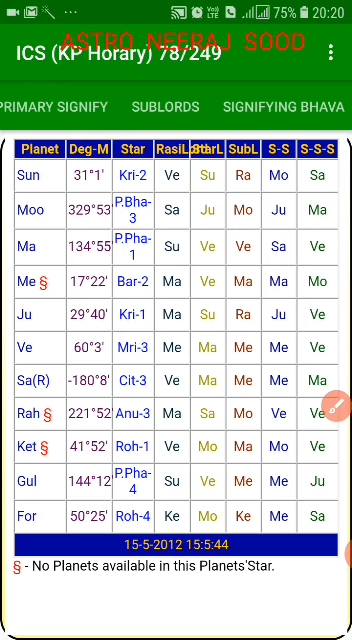 75% 20:20
ASTRO NEERAJ SOOD
ICS (KP Horary) 78/249
PRIMARY SIGNIFY SUBLORDS SIGNIFYING BHAVA
Planet Deg-M Star RasiLord StarL SubL S-S S-S-S
Sun 31°1' Kri-2 Ve Su Ra Mo Sa
Moo 329°53' P.Bha-3 Sa Ju Mo Ju Ma
Ma 134°55' P.Pha-1 Su Ve Ve Sa Ve
Me § 17°22' Bar-2 Ma Ve Ma Ma Mo
Ju 29°40' Kri-1 Ma Su Ra Ju Ve
Ve 60°3' Mri-3 Me Ma Me Me Ve
Sa(R) -180°8' Cit-3 Ve Ma Me Me Ma
Rah § 221°52' Anu-3 Ma Sa Mo Ve Ve
Ket § 41°52' Roh-1 Ve Mo Ma Mo Ve
Gul 144°12' P.Pha-4 Su Ve Me Me Ju
For 50°25' Roh-4 Ke Mo Ke Me Sa
15-5-2012 15:5:44
§ - No Planets available in this Planets'Star.